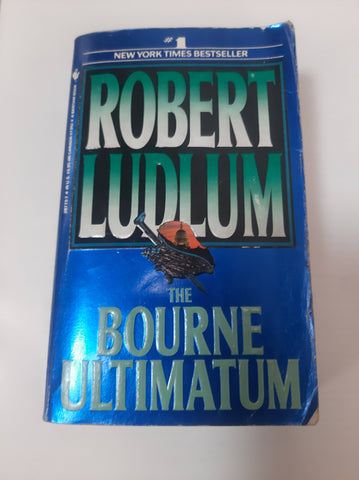 #1
NEW YORK TIMES BESTSELLER
ROBERT
LUDLUM
THE
BOURNE
ULTIMATUM